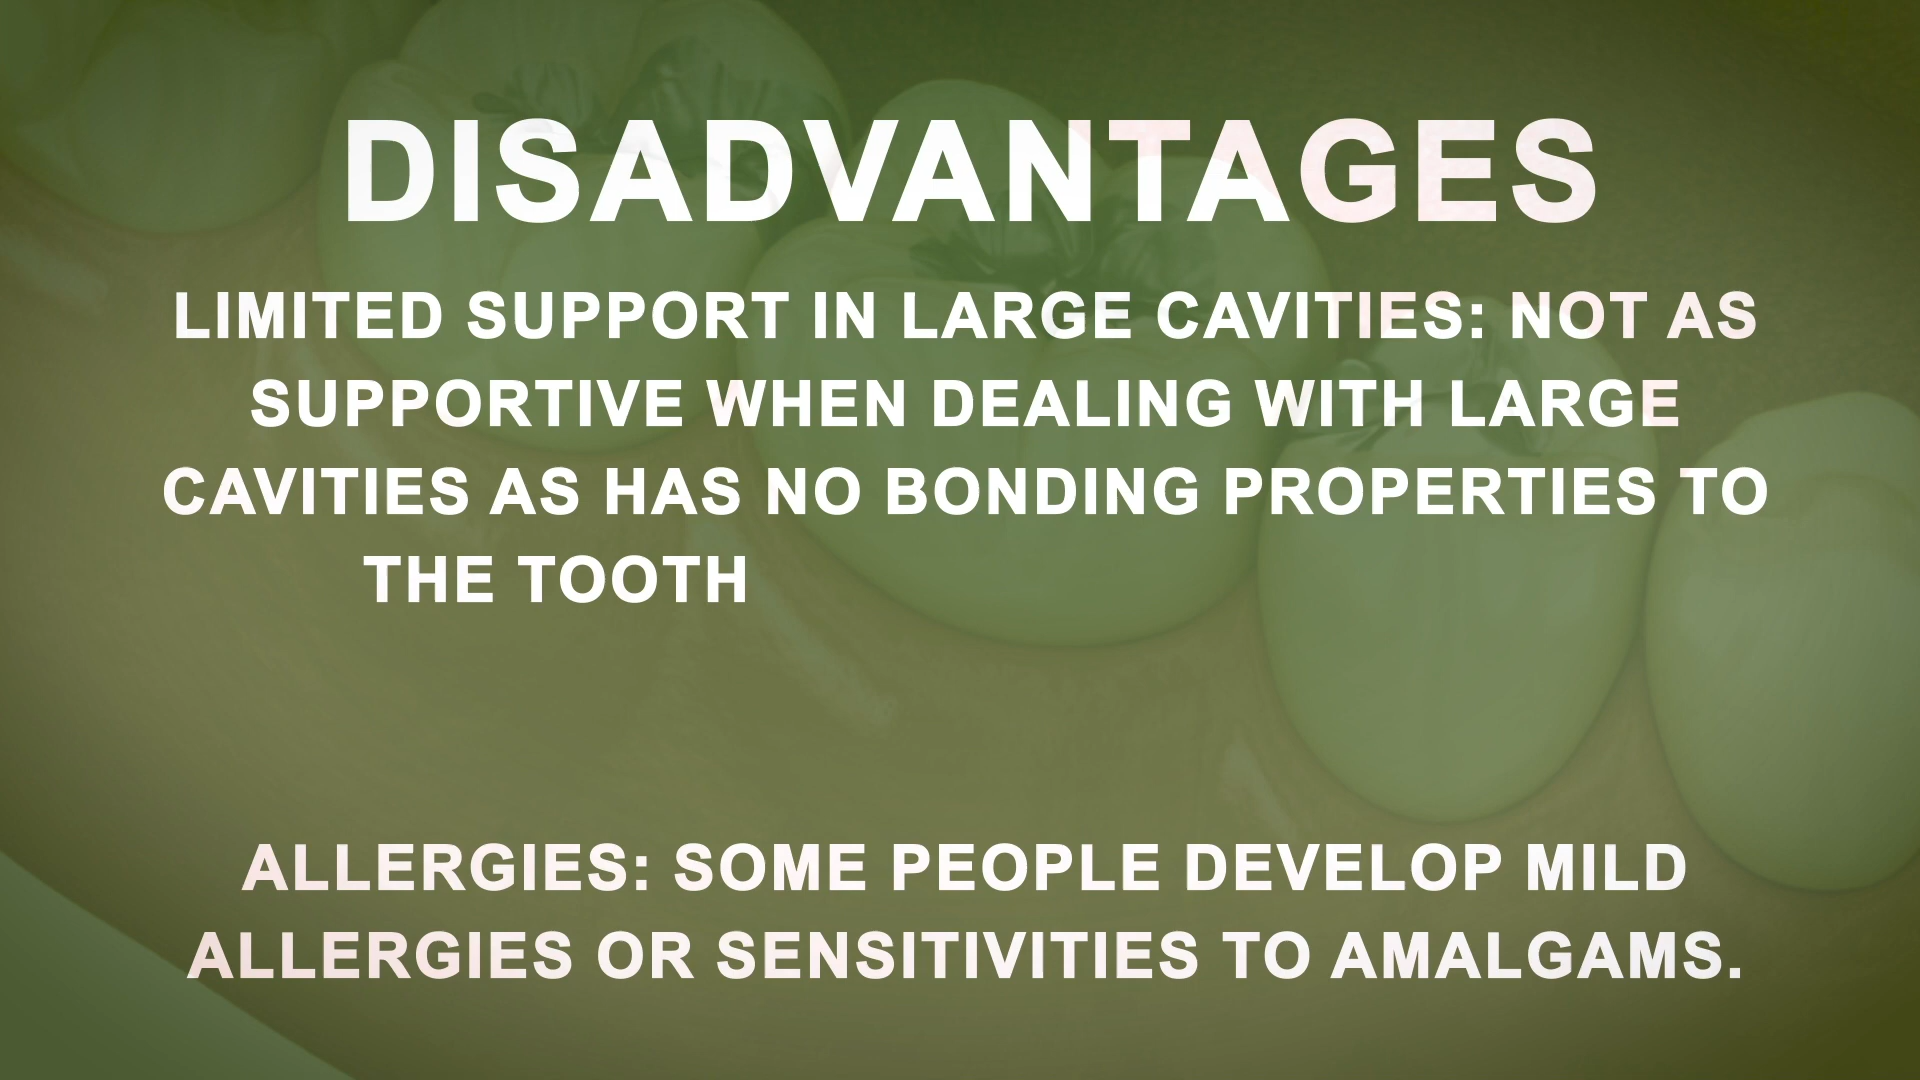 DISADVANTAGES
LIMITED SUPPORT IN LARGE CAVITIES: NOT AS
SUPPORTIVE WHEN DEALING WITH LARGE
CAVITIES AS HAS NO BONDING PROPERTIES TO
THE TOOTH
ALLERGIES: SOME PEOPLE DEVELOP MILD
ALLERGIES OR SENSITIVITIES TO AMALGAMS.